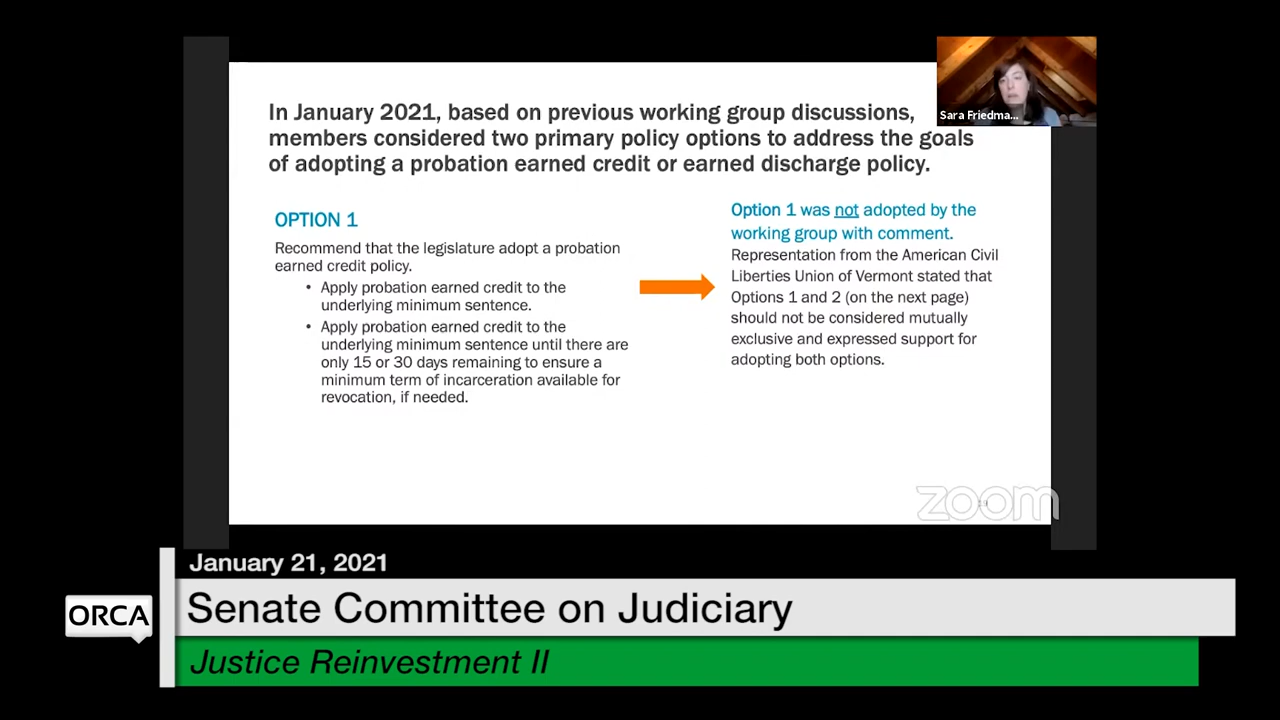 In January 2021, based on previous working group discussions,
members considered two primary policy options to address the goals
of adopting a probation earned credit or earned discharge policy.
Sara Friedma...
OPTION 1
Recommend that the legislature adopt a probation
earned credit policy.
• Apply probation earned credit to the
underlying minimum sentence.
• Apply probation earned credit to the
underlying minimum sentence until there are
only 15 or 30 days remaining to ensure a
minimum term of incarceration available for
revocation, if needed.
Option 1 was not adopted by the
working group with comment.
Representation from the American Civil
Liberties Union of Vermont stated that
Options 1 and 2 (on the next page)
should not be considered mutually
exclusive and expressed support for
adopting both options.
zoom
January 21, 2021
ORCA
Senate Committee on Judiciary
Justice Reinvestment II